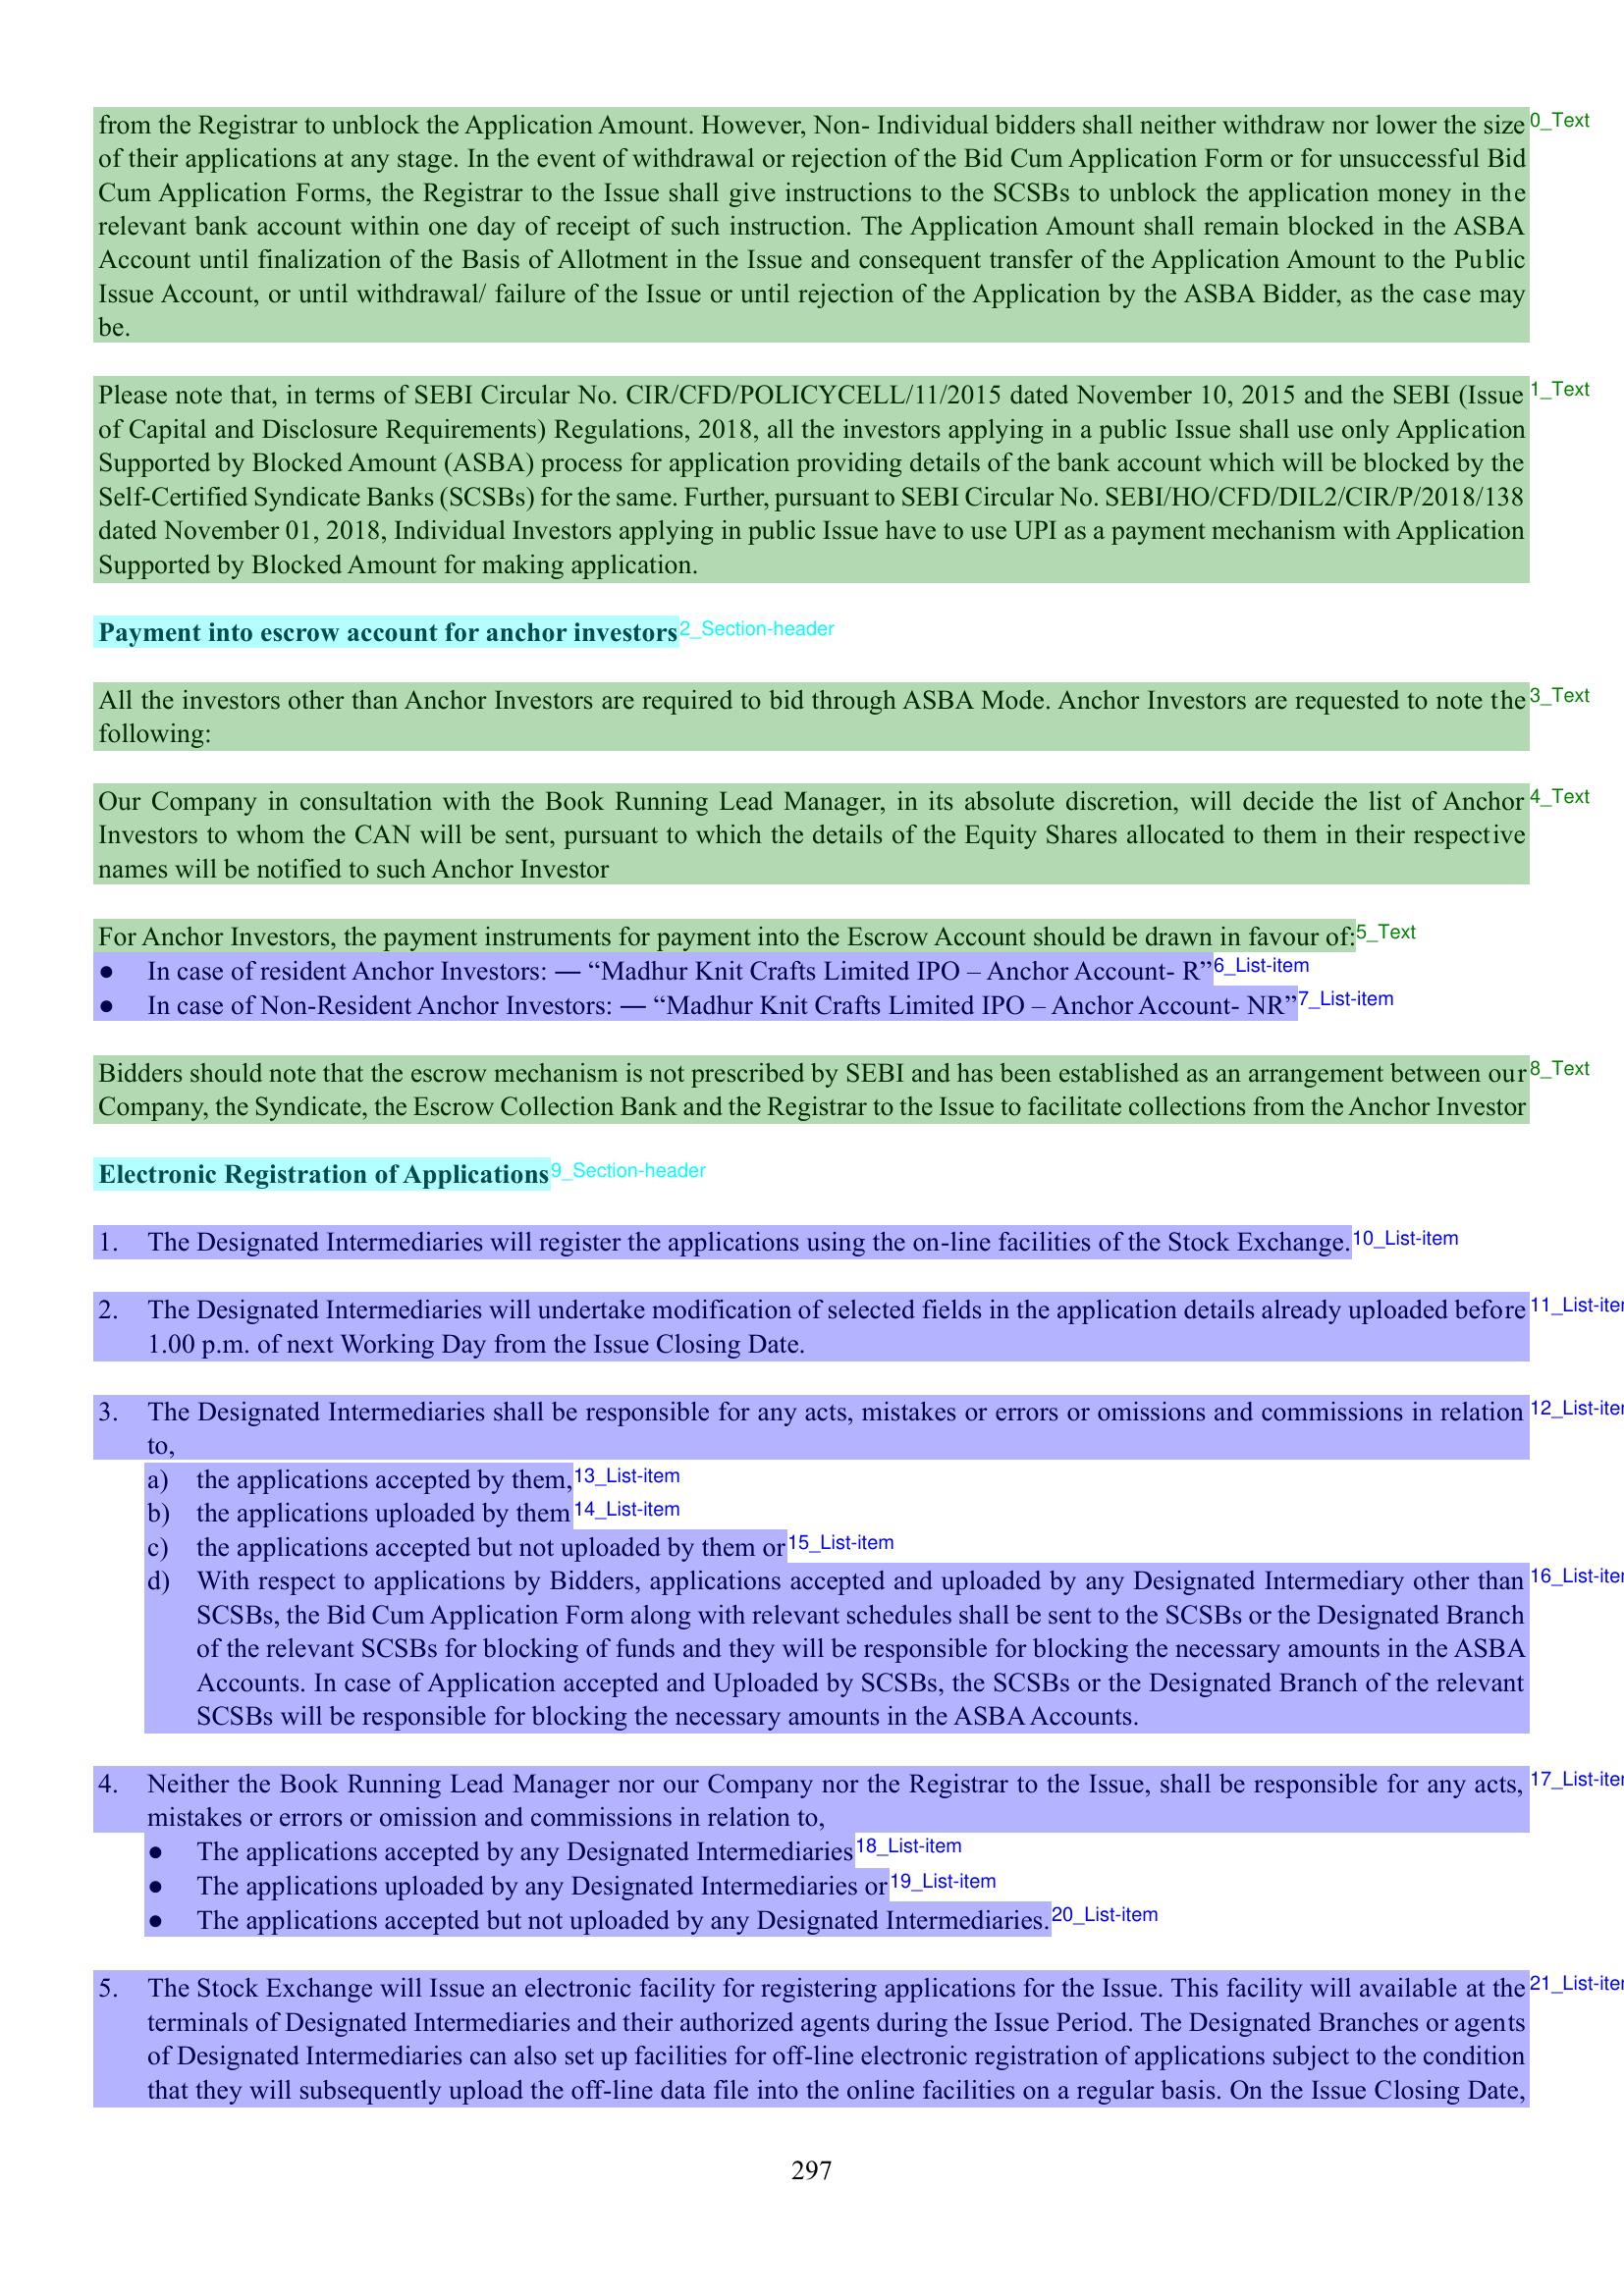 from the Registrar to unblock the Application Amount. However, Non- Individual bidders shall neither withdraw nor lower the size 0_Text
of their applications at any stage. In the event of withdrawal or rejection of the Bid Cum Application Form or for unsuccessful Bid
Cum Application Forms, the Registrar to the Issue shall give instructions to the SCSBs to unblock the application money in the
relevant bank account within one day of receipt of such instruction. The Application Amount shall remain blocked in the ASBA
Account until finalization of the Basis of Allotment in the Issue and consequent transfer of the Application Amount to the Public
Issue Account, or until withdrawal/ failure of the Issue or until rejection of the Application by the ASBA Bidder, as the case may
be.
Please note that, in terms of SEBI Circular No. CIR/CFD/POLICYCELL/11/2015 dated November 10, 2015 and the SEBI (Issue 1_Text
of Capital and Disclosure Requirements) Regulations, 2018, all the investors applying in a public Issue shall use only Application
Supported by Blocked Amount (ASBA) process for application providing details of the bank account which will be blocked by the
Self-Certified Syndicate Banks (SCSBs) for the same. Further, pursuant to SEBI Circular No. SEBI/HO/CFD/DIL2/CIR/P/2018/138
dated November 01, 2018, Individual Investors applying in public Issue have to use UPI as a payment mechanism with Application
Supported by Blocked Amount for making application.
Payment into escrow account for anchor investors 2_Section-header
All the investors other than Anchor Investors are required to bid through ASBA Mode. Anchor Investors are requested to note the 3_Text
following:
Our Company in consultation with the Book Running Lead Manager, in its absolute discretion, will decide the list of Anchor 4_Text
Investors to whom the CAN will be sent, pursuant to which the details of the Equity Shares allocated to them in their respective
names will be notified to such Anchor Investor
For Anchor Investors, the payment instruments for payment into the Escrow Account should be drawn in favour of: 5_Text
● In case of resident Anchor Investors: — “Madhur Knit Crafts Limited IPO – Anchor Account- R” 6_List-item
● In case of Non-Resident Anchor Investors: — “Madhur Knit Crafts Limited IPO – Anchor Account- NR” 7_List-item
Bidders should note that the escrow mechanism is not prescribed by SEBI and has been established as an arrangement between our 8_Text
Company, the Syndicate, the Escrow Collection Bank and the Registrar to the Issue to facilitate collections from the Anchor Investor
Electronic Registration of Applications 9_Section-header
1. The Designated Intermediaries will register the applications using the on-line facilities of the Stock Exchange. 10_List-item
2. The Designated Intermediaries will undertake modification of selected fields in the application details already uploaded before 11_List-iter
1.00 p.m. of next Working Day from the Issue Closing Date.
3. The Designated Intermediaries shall be responsible for any acts, mistakes or errors or omissions and commissions in relation 12_List-iter
to,
a) the applications accepted by them, 13_List-item
b) the applications uploaded by them 14_List-item
c) the applications accepted but not uploaded by them or 15_List-item
d) With respect to applications by Bidders, applications accepted and uploaded by any Designated Intermediary other than 16_List-iter
SCSBs, the Bid Cum Application Form along with relevant schedules shall be sent to the SCSBs or the Designated Branch
of the relevant SCSBs for blocking of funds and they will be responsible for blocking the necessary amounts in the ASBA
Accounts. In case of Application accepted and Uploaded by SCSBs, the SCSBs or the Designated Branch of the relevant
SCSBs will be responsible for blocking the necessary amounts in the ASBA Accounts.
4. Neither the Book Running Lead Manager nor our Company nor the Registrar to the Issue, shall be responsible for any acts, 17_List-iter
mistakes or errors or omission and commissions in relation to,
● The applications accepted by any Designated Intermediaries 18_List-item
● The applications uploaded by any Designated Intermediaries or 19_List-item
● The applications accepted but not uploaded by any Designated Intermediaries. 20_List-item
5. The Stock Exchange will Issue an electronic facility for registering applications for the Issue. This facility will available at the 21_List-iter
terminals of Designated Intermediaries and their authorized agents during the Issue Period. The Designated Branches or agents
of Designated Intermediaries can also set up facilities for off-line electronic registration of applications subject to the condition
that they will subsequently upload the off-line data file into the online facilities on a regular basis. On the Issue Closing Date,
297